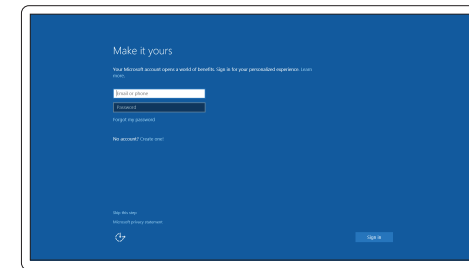 Make it yours
Your Microsoft account opens a world of benefits. Sign in for your personalized experience. Learn
more.
Email or phone
Password
Forgot my password
No account? Create one!
Skip this step
Microsoft privacy statement
Sign in